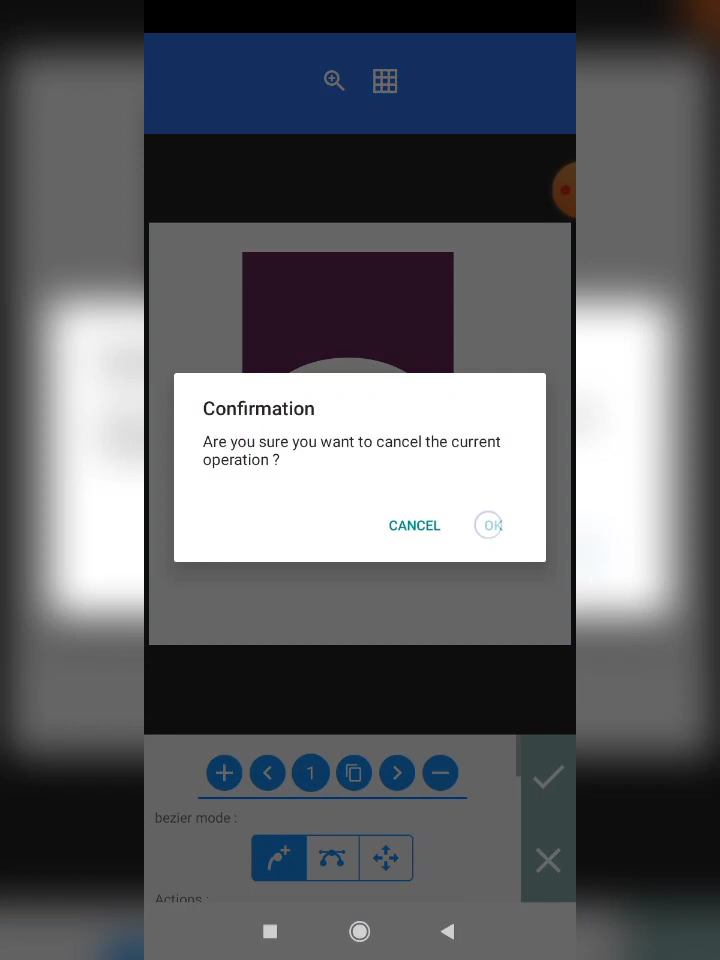 Confirmation
Are you sure you want to cancel the current
operation ?
CANCEL OK
1
bezier mode :
Actions :